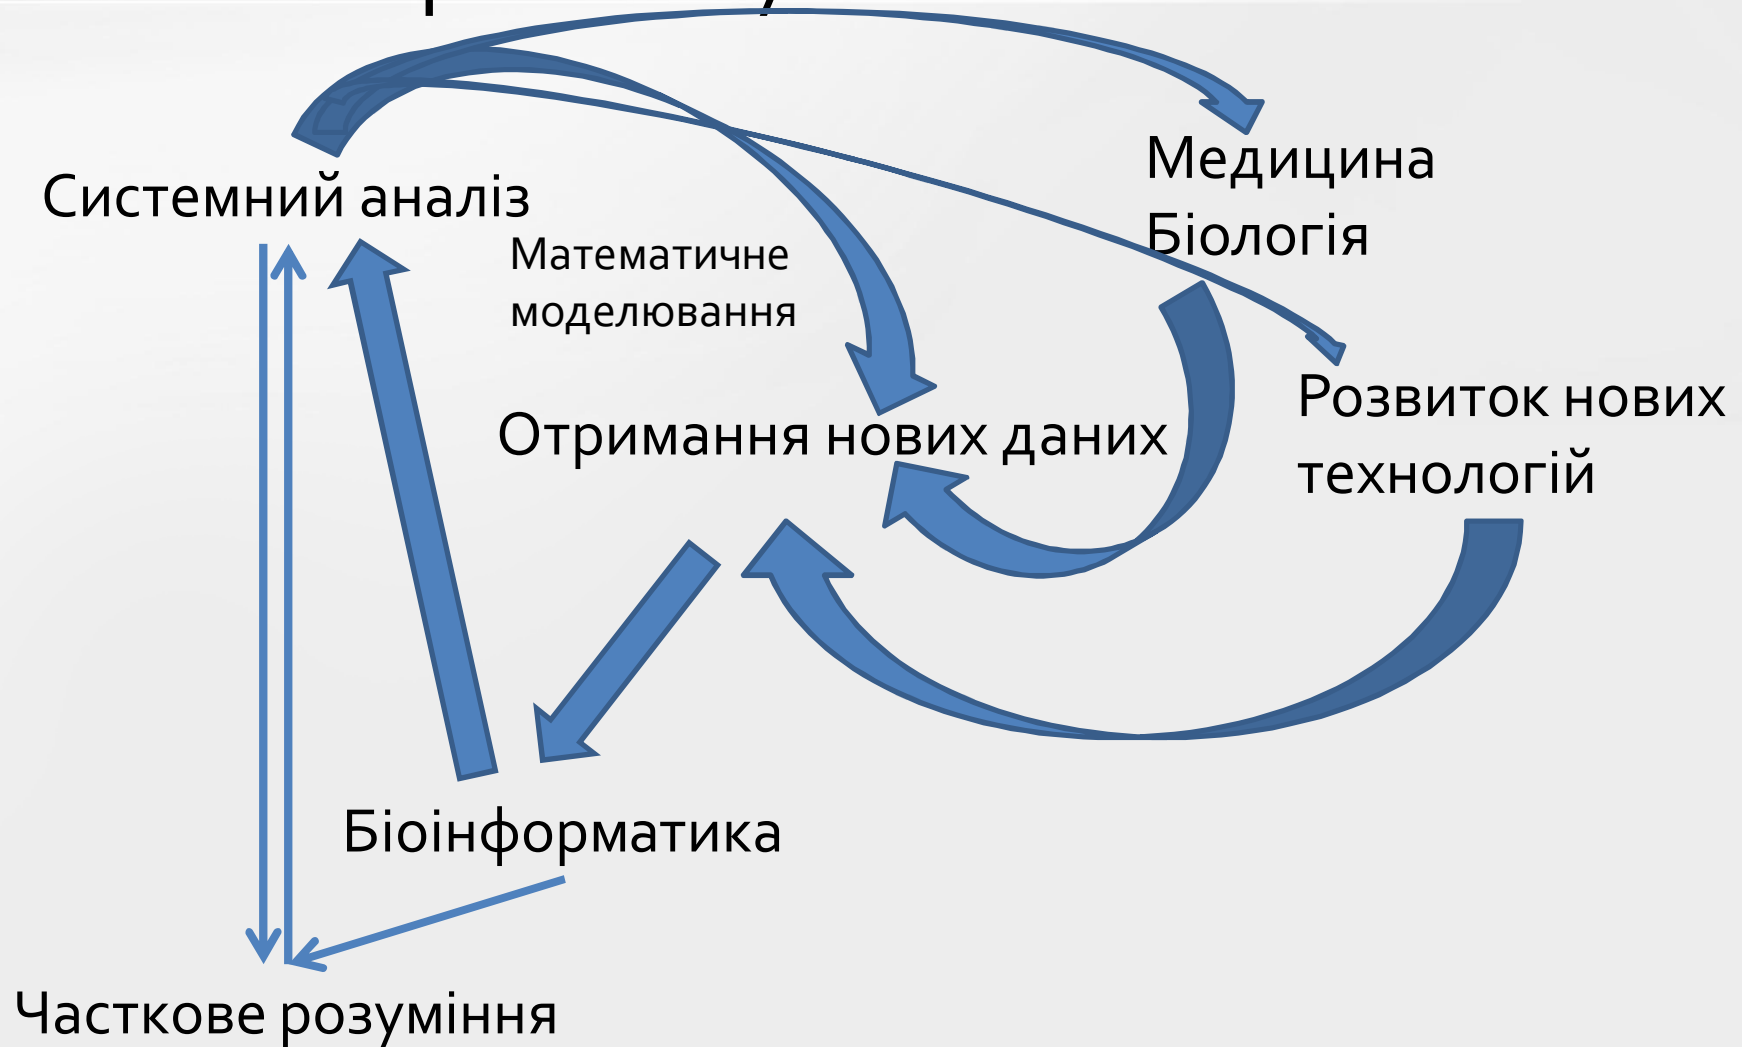 Системний аналіз
Математичне
моделювання
Медицина
Біологія
Отримання нових даних
Розвиток нових
технологій
Біоінформатика
Часткове розуміння